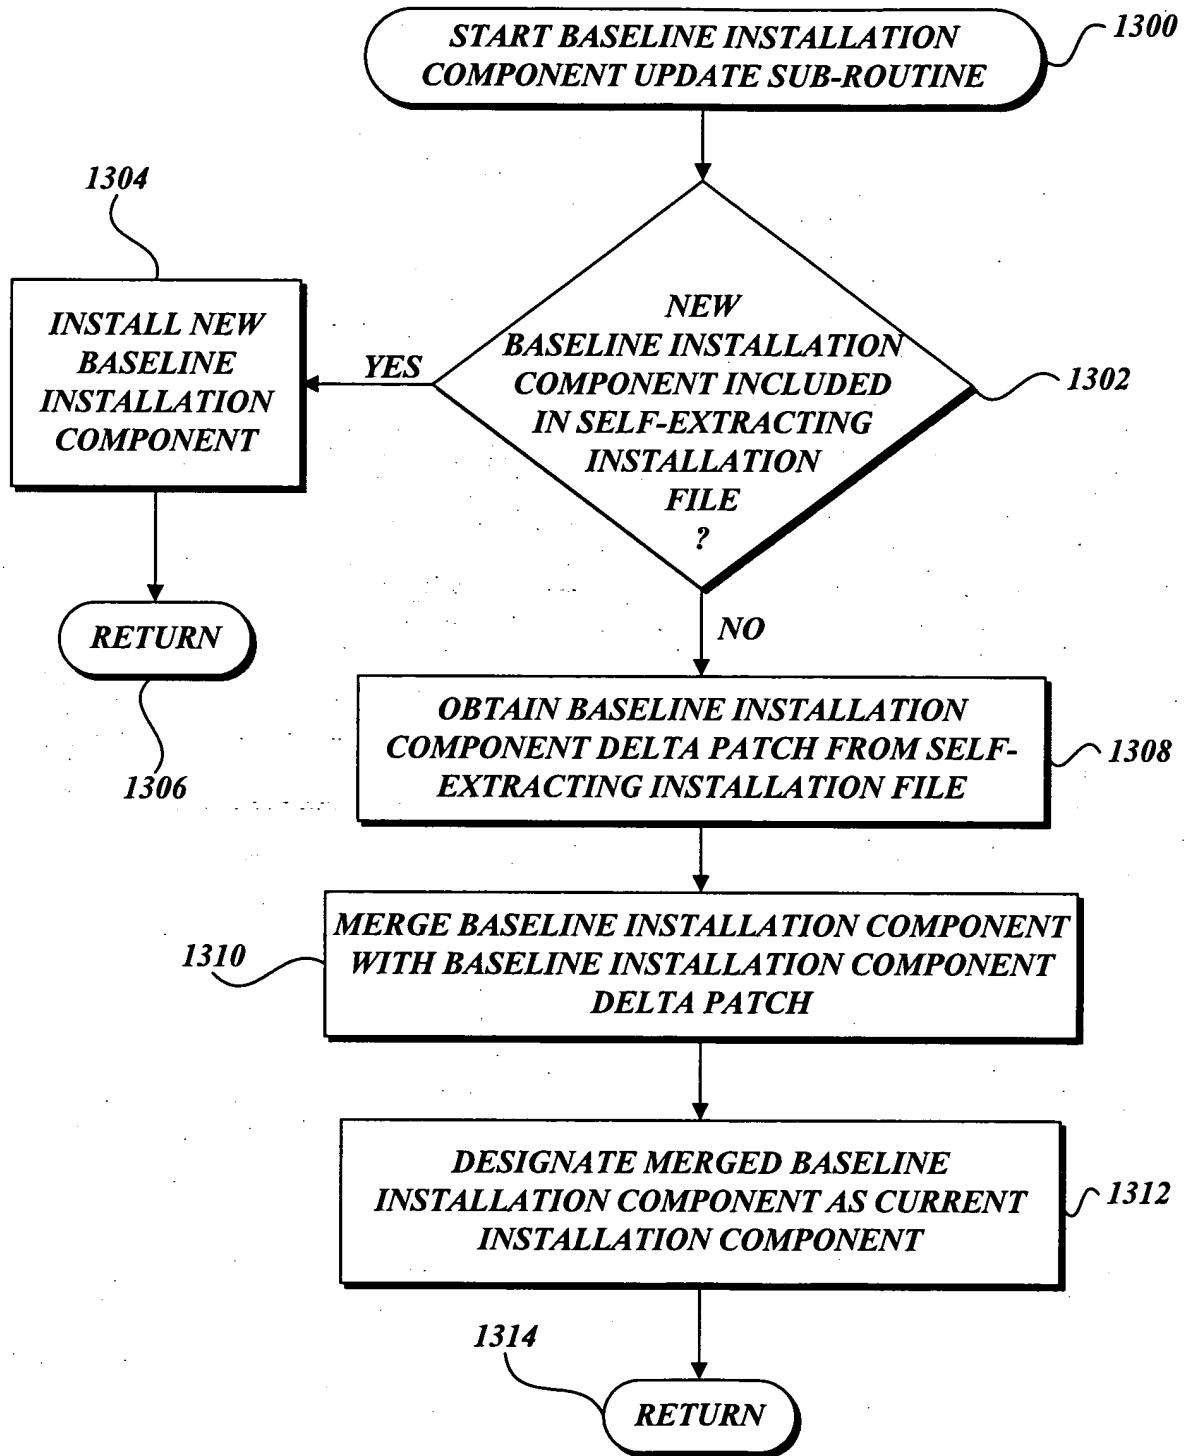 START BASELINE INSTALLATION
COMPONENT UPDATE SUB-ROUTINE
1300
1304
INSTALL NEW
BASELINE
INSTALLATION
COMPONENT
YES
NEW
BASELINE INSTALLATION
COMPONENT INCLUDED
IN SELF-EXTRACTING
INSTALLATION
FILE
?
1302
RETURN
1306
NO
OBTAIN BASELINE INSTALLATION
COMPONENT DELTA PATCH FROM SELF-
EXTRACTING INSTALLATION FILE
1308
MERGE BASELINE INSTALLATION COMPONENT
WITH BASELINE INSTALLATION COMPONENT
DELTA PATCH
1310
DESIGNATE MERGED BASELINE
INSTALLATION COMPONENT AS CURRENT
INSTALLATION COMPONENT
1312
1314
RETURN